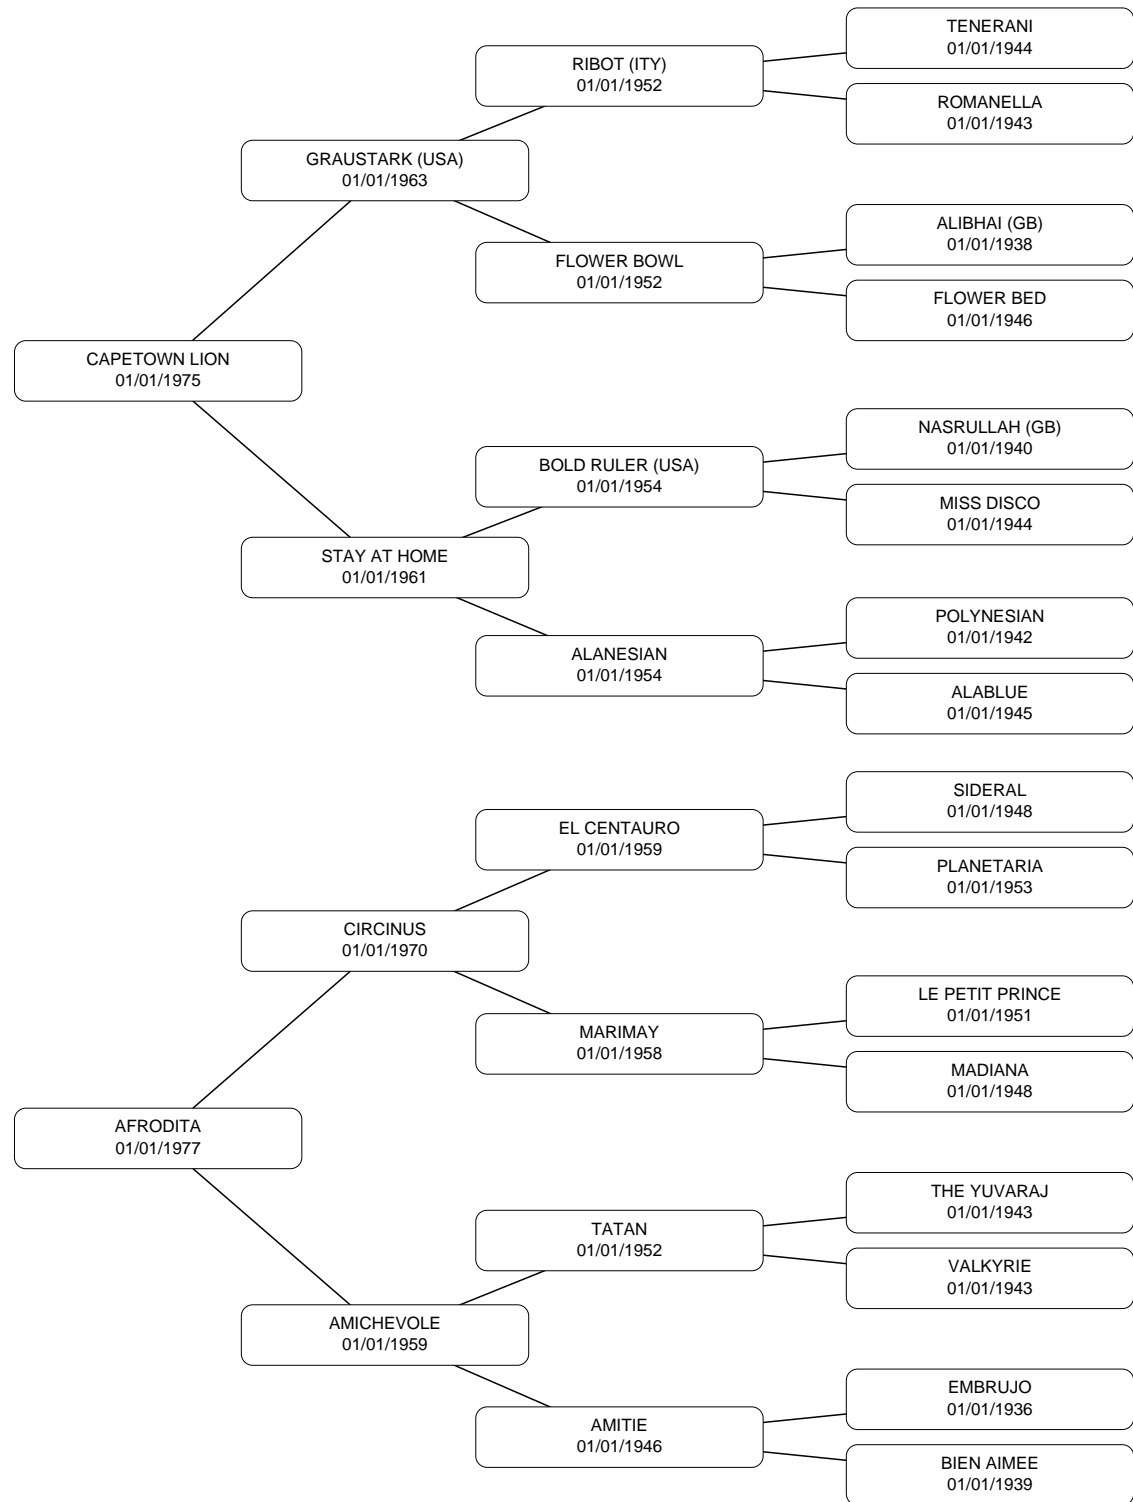 TENERANI
01/01/1944
RIBOT (ITY)
01/01/1952
ROMANELLA
01/01/1943
GRAUSTARK (USA)
01/01/1963
ALIBHAI (GB)
01/01/1938
FLOWER BOWL
01/01/1952
FLOWER BED
01/01/1946
CAPETOWN LION
01/01/1975
NASRULLAH (GB)
01/01/1940
BOLD RULER (USA)
01/01/1954
MISS DISCO
01/01/1944
STAY AT HOME
01/01/1961
POLYNESIAN
01/01/1942
ALANESIAN
01/01/1954
ALABLUE
01/01/1945
SIDERAL
01/01/1948
EL CENTAURO
01/01/1959
PLANETARIA
01/01/1953
CIRCINUS
01/01/1970
LE PETIT PRINCE
01/01/1951
MARIMAY
01/01/1958
MADIANA
01/01/1948
AFRODITA
01/01/1977
THE YUVARAJ
01/01/1943
TATAN
01/01/1952
VALKYRIE
01/01/1943
AMICHEVOLE
01/01/1959
EMBRUJO
01/01/1936
AMITIE
01/01/1946
BIEN AIMEE
01/01/1939